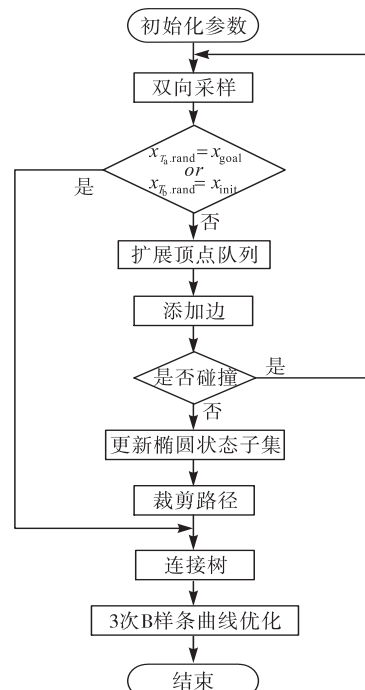 初始化参数
双向采样
x_{T_a.rand}=x_{goal}
or
x_{T_b.rand}=x_{init}
是
否
扩展顶点队列
添加边
是否碰撞
是
否
更新椭圆状态子集
裁剪路径
连接树
3次B样条曲线优化
结束